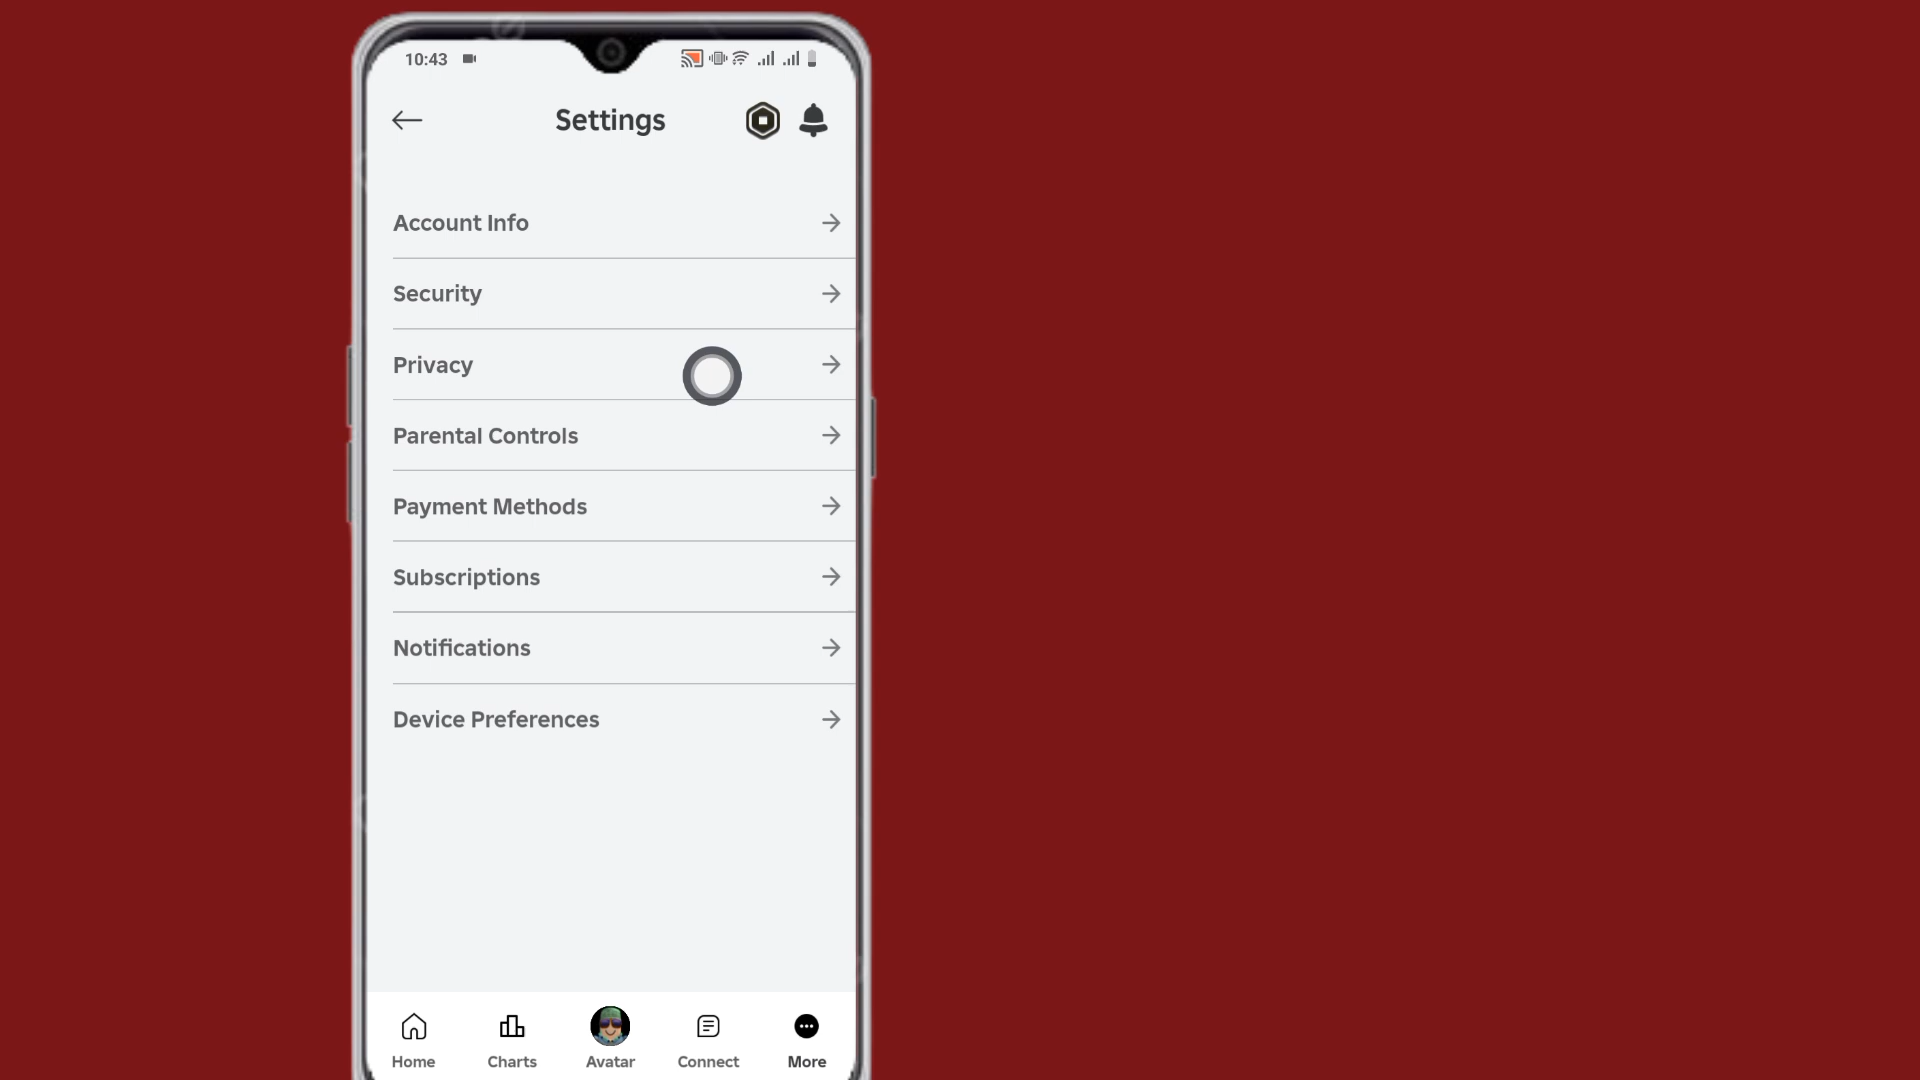 10:43
Settings
Account Info
Security
Privacy
Parental Controls
Payment Methods
Subscriptions
Notifications
Device Preferences
Home
Charts
Avatar
Connect
More